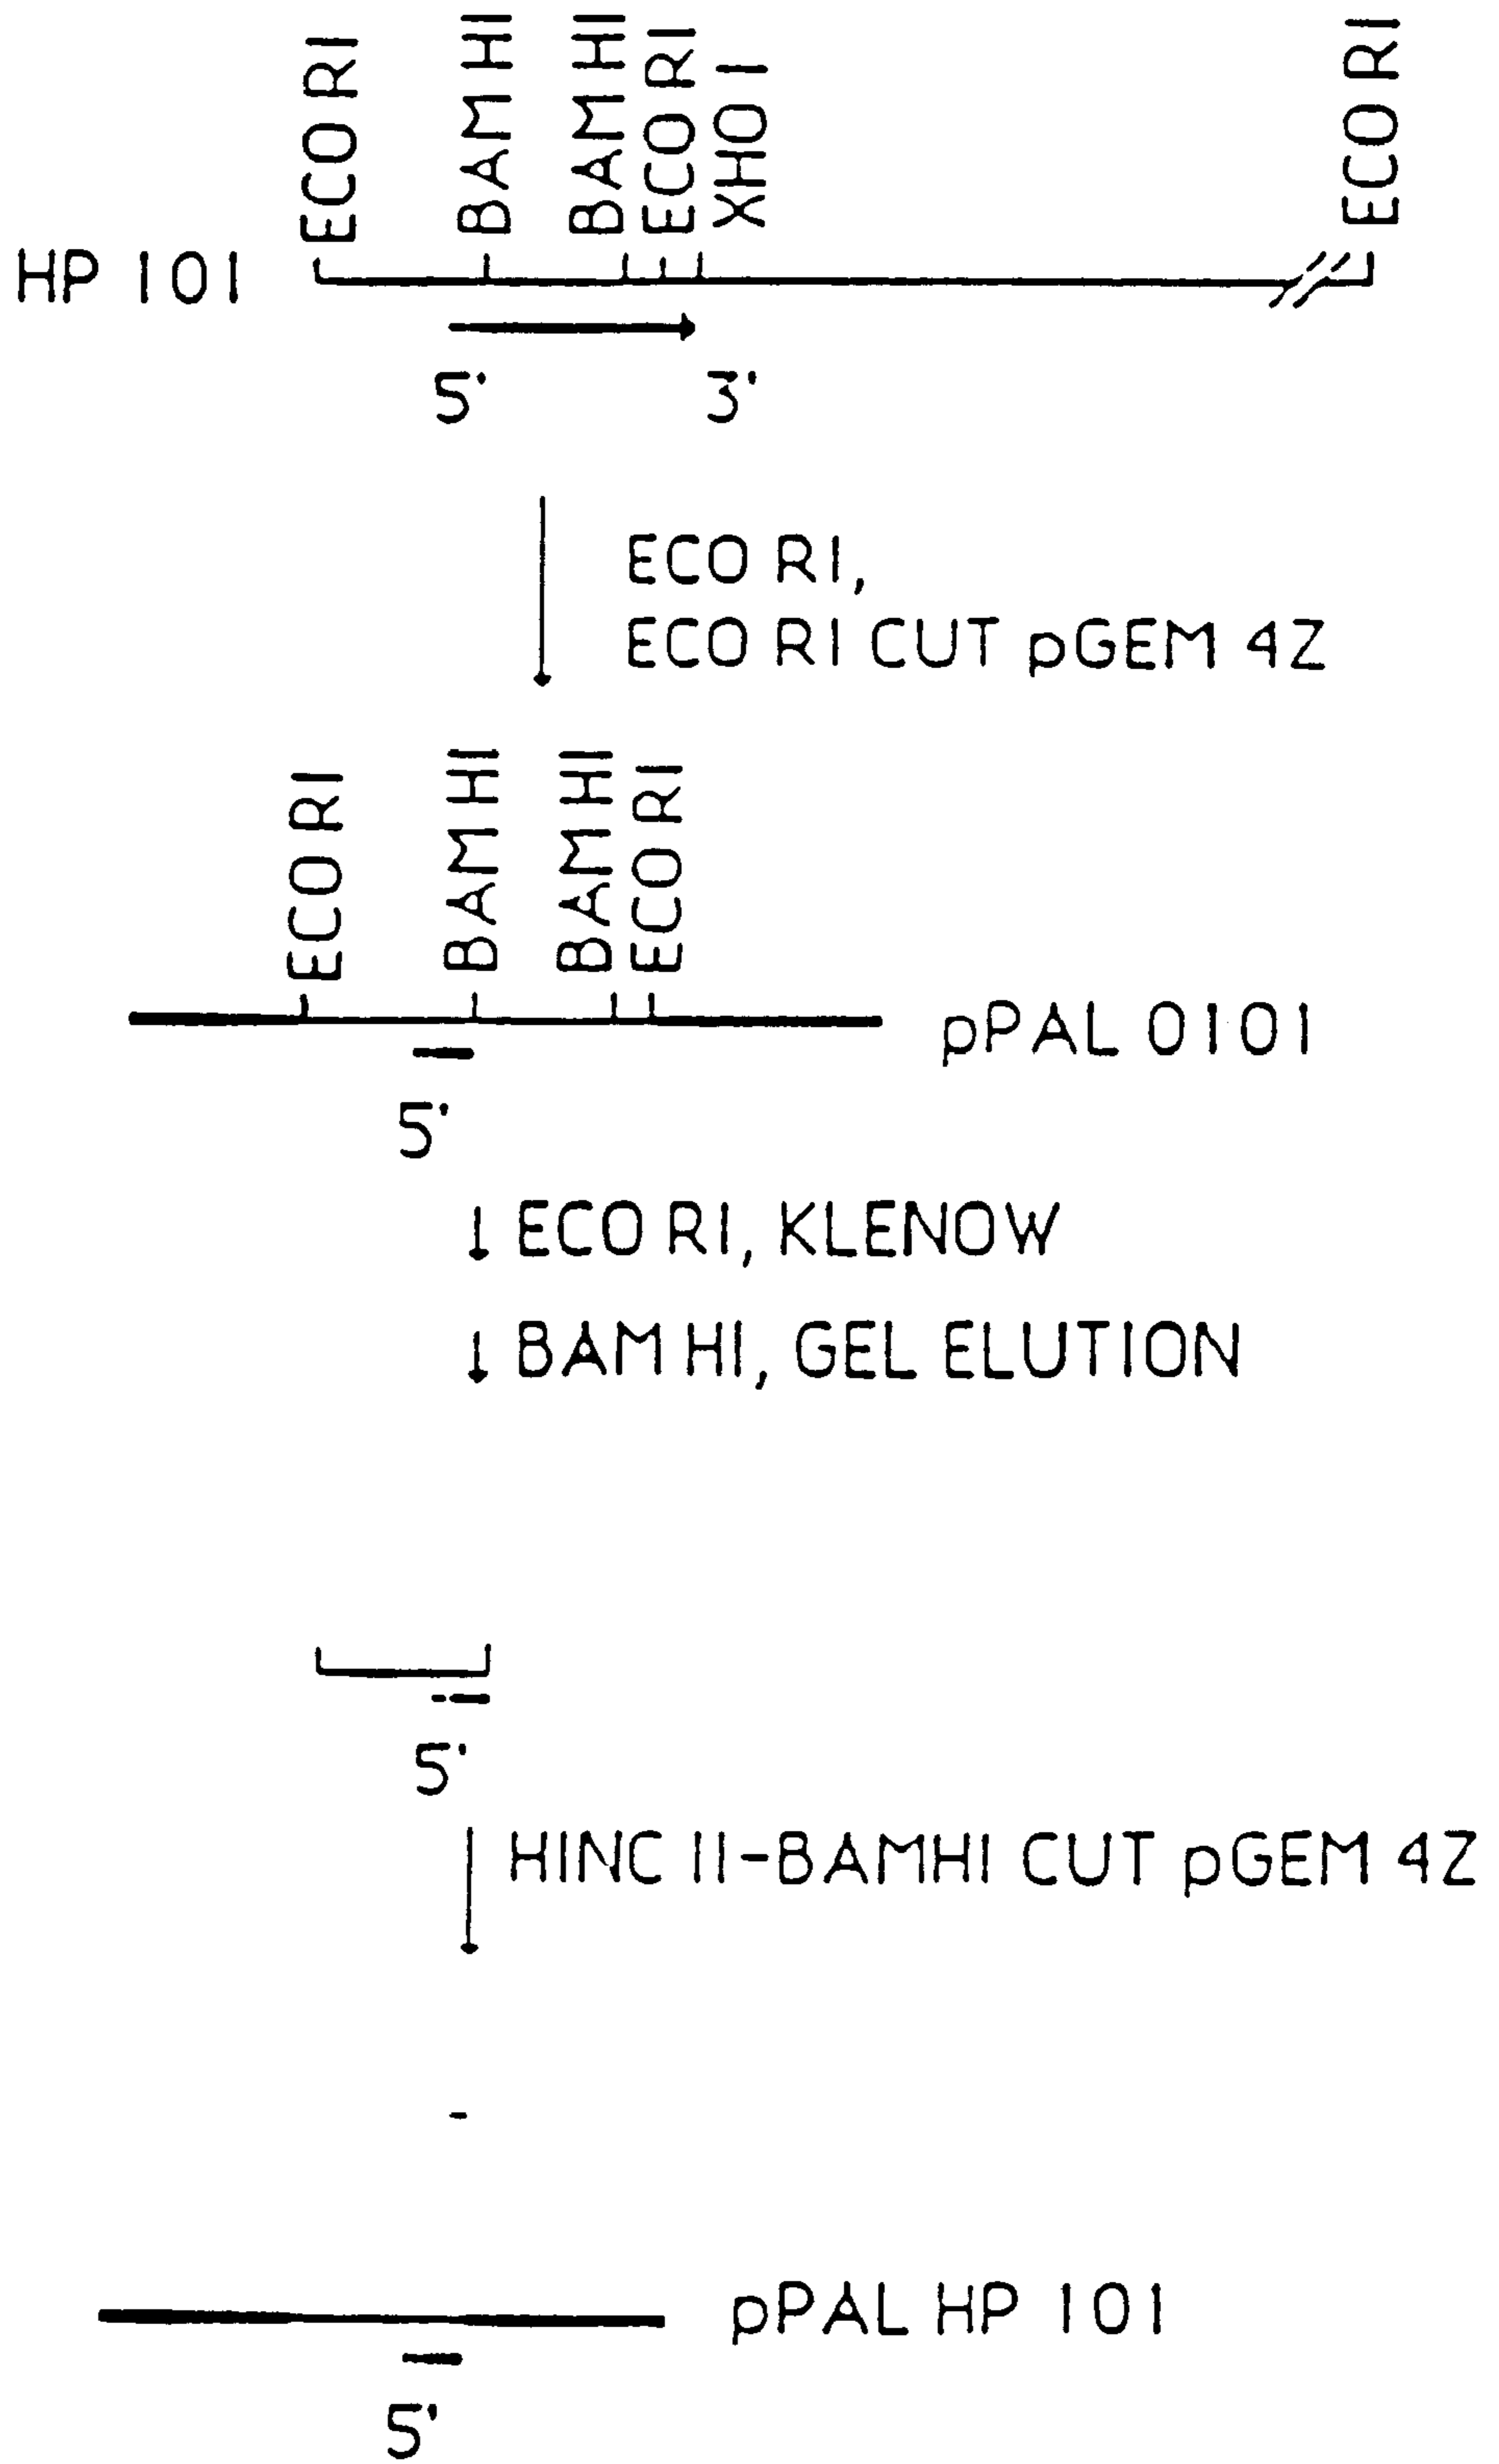 ECO RI
BAM HI
BAM HI
ECO RI
XHO I
ECO RI
HP 101
5' 3'
ECO RI,
ECO RI CUT pGEM 4Z
ECO RI
BAM HI
BAM HI
ECO RI
pPAL 0101
5'
ECO RI, KLENOW
BAM HI, GEL ELUTION
5'
HINC II-BAMHI CUT pGEM 4Z
pPAL HP 101
5'